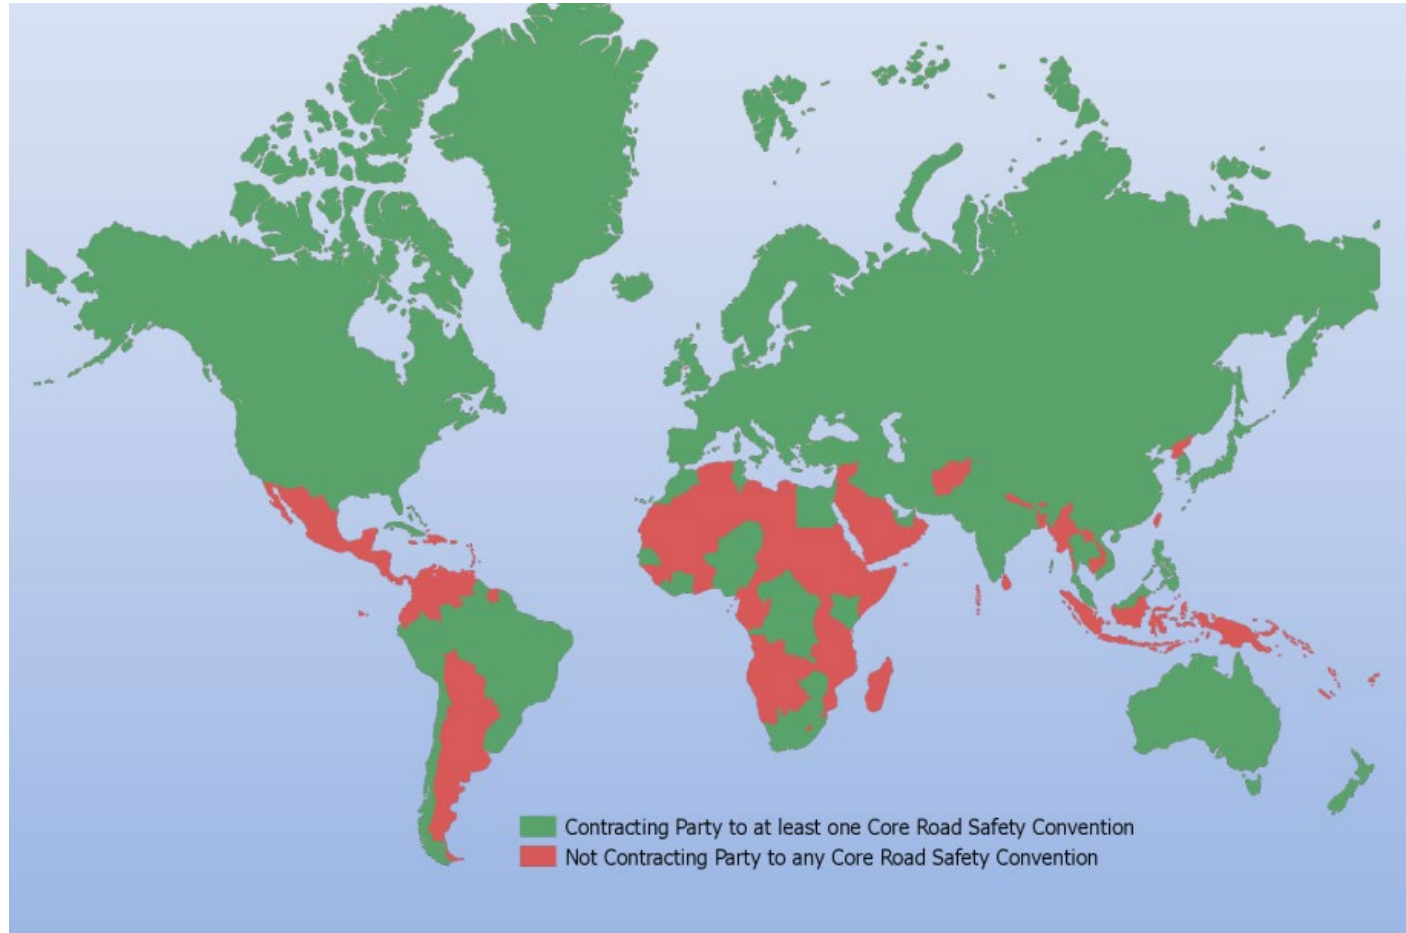 Contracting Party to at least one Core Road Safety Convention
Not Contracting Party to any Core Road Safety Convention